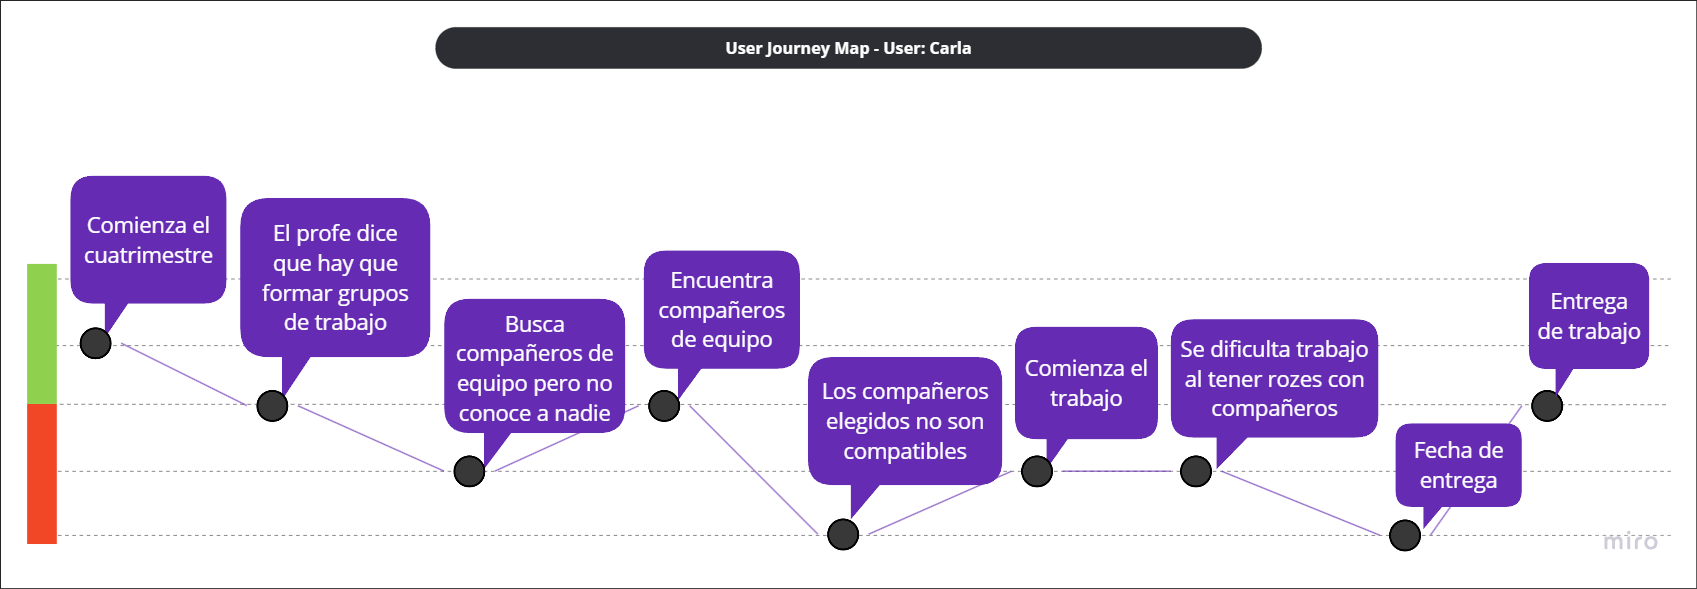 User Journey Map - User: Carla
Comienza el
cuatrimestre
El profe dice
que hay que
formar grupos
de trabajo
Busca
compañeros de
equipo pero no
conoce a nadie
Encuentra
compañeros
de equipo
Los compañeros
elegidos no son
compatibles
Comienza el
trabajo
Se dificulta trabajo
al tener rozes con
compañeros
Fecha de
entrega
Entrega
de trabajo
miro